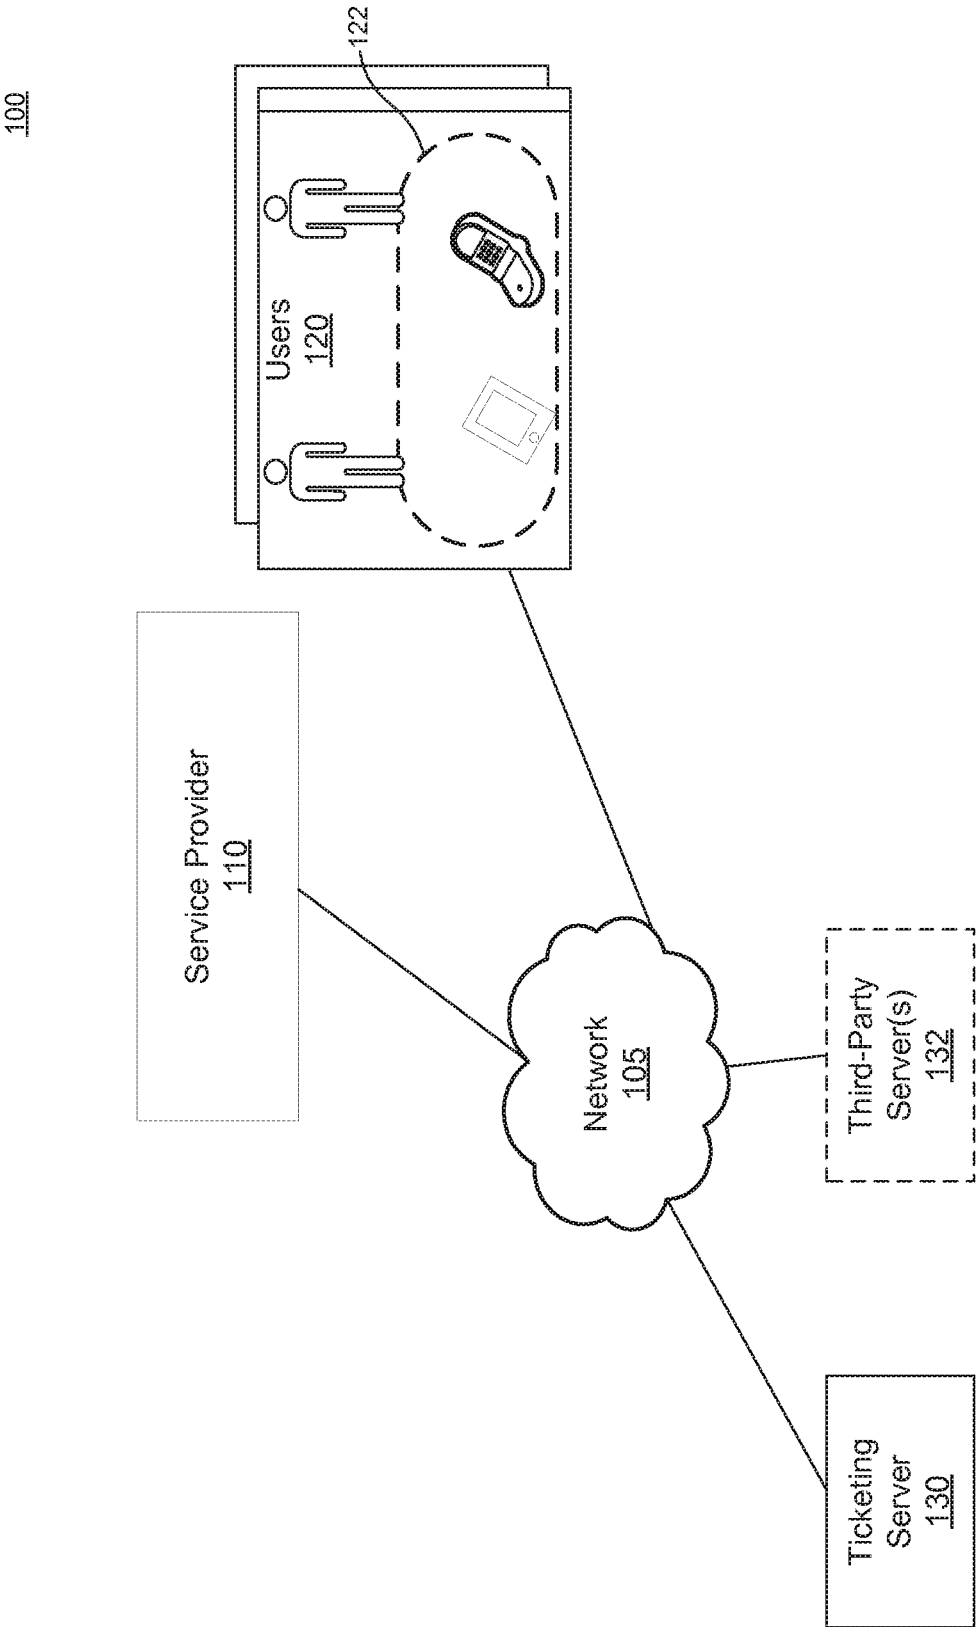 100
Service Provider
110
Users
120
122
Network
105
Ticketing
Server
130
Third-Party
Server(s)
132